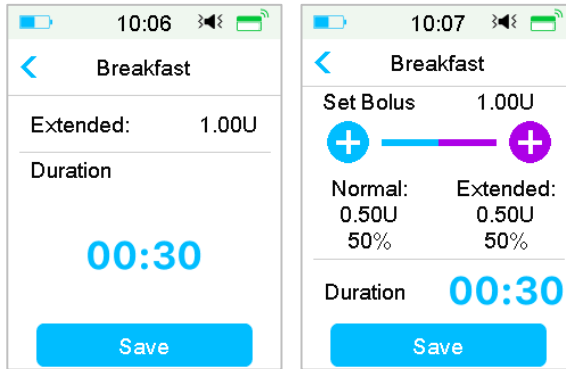 10:06
Breakfast
Extended: 1.00U
Duration
00:30
Save
10:07
Breakfast
Set Bolus 1.00U
Normal: Extended:
0.50U 0.50U
50% 50%
Duration 00:30
Save